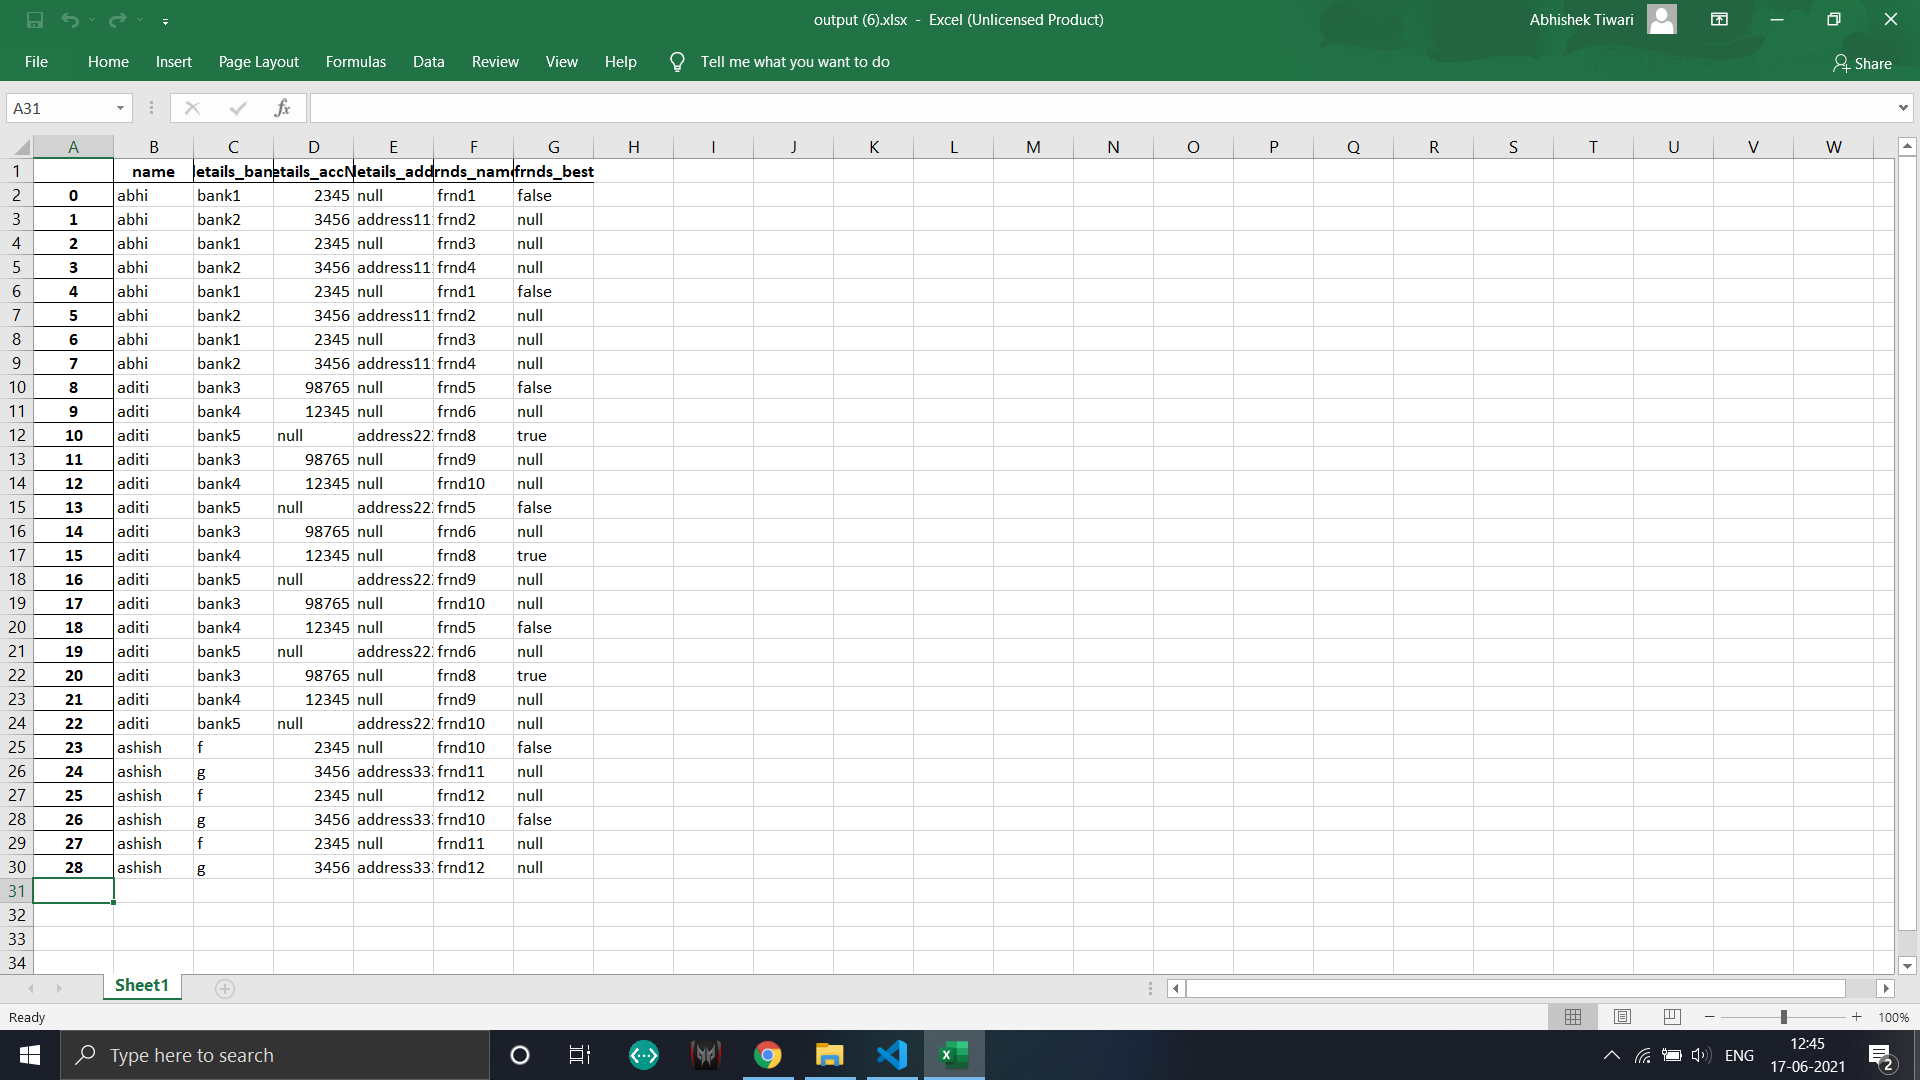 output (6).xlsx - Excel (Unlicensed Product)
Abhishek Tiwari
File Home Insert Page Layout Formulas Data Review View Help Tell me what you want to do
Share
A31
fx
A B C D E F G H I J K L M N O P Q R S T U V W
1 name letails_ban etails_accN letails_add rnds_name frnds_best
2 0 abhi bank1 2345 null frnd1 false
3 1 abhi bank2 3456 address11 frnd2 null
4 2 abhi bank1 2345 null frnd3 null
5 3 abhi bank2 3456 address11 frnd4 null
6 4 abhi bank1 2345 null frnd1 false
7 5 abhi bank2 3456 address11 frnd2 null
8 6 abhi bank1 2345 null frnd3 null
9 7 abhi bank2 3456 address11 frnd4 null
10 8 aditi bank3 98765 null frnd5 false
11 9 aditi bank4 12345 null frnd6 null
12 10 aditi bank5 null address22 frnd8 true
13 11 aditi bank3 98765 null frnd9 null
14 12 aditi bank4 12345 null frnd10 null
15 13 aditi bank5 null address22 frnd5 false
16 14 aditi bank3 98765 null frnd6 null
17 15 aditi bank4 12345 null frnd8 true
18 16 aditi bank5 null address22 frnd9 null
19 17 aditi bank3 98765 null frnd10 null
20 18 aditi bank4 12345 null frnd5 false
21 19 aditi bank5 null address22 frnd6 null
22 20 aditi bank3 98765 null frnd8 true
23 21 aditi bank4 12345 null frnd9 null
24 22 aditi bank5 null address22 frnd10 null
25 23 ashish f 2345 null frnd10 false
26 24 ashish g 3456 address33 frnd11 null
27 25 ashish f 2345 null frnd12 null
28 26 ashish g 3456 address33 frnd10 false
29 27 ashish f 2345 null frnd11 null
30 28 ashish g 3456 address33 frnd12 null
31
32
33
34
Sheet1
Ready
100%
Type here to search
ENG
12:45
17-06-2021
2